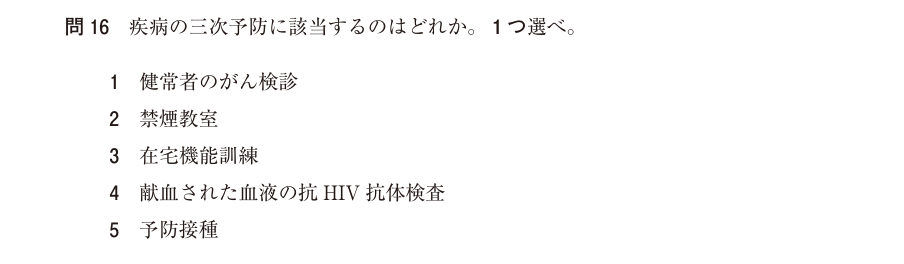 問 16 疾病の三次予防に該当するのはどれか。1つ選べ。
1 健常者のがん検診
2 禁煙教室
3 在宅機能訓練
4 献血された血液の抗 HIV 抗体検査
5 予防接種